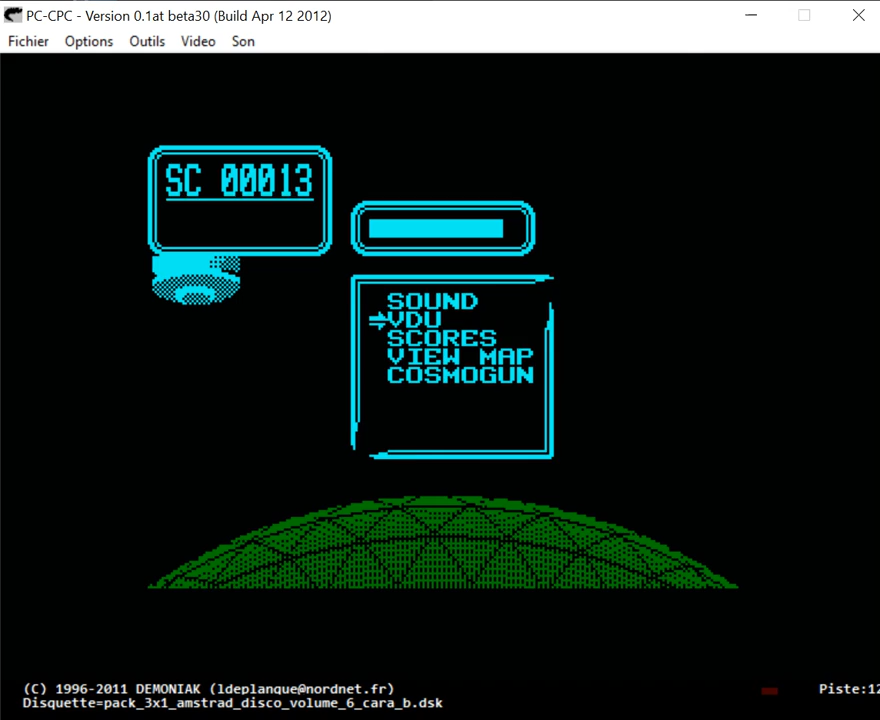 PC-CPC - Version 0.1at beta30 (Build Apr 12 2012)
Fichier Options Outils Video Son
SC 00013
SOUND
VDU
SCORES
VIEW MAP
COSMOGUN
(C) 1996-2011 DEMONIAK (ldeplanque@nordnet.fr)
Piste:12
Disquette=pack_3x1_amstrad_disco_volume_6_cara_b.dsk